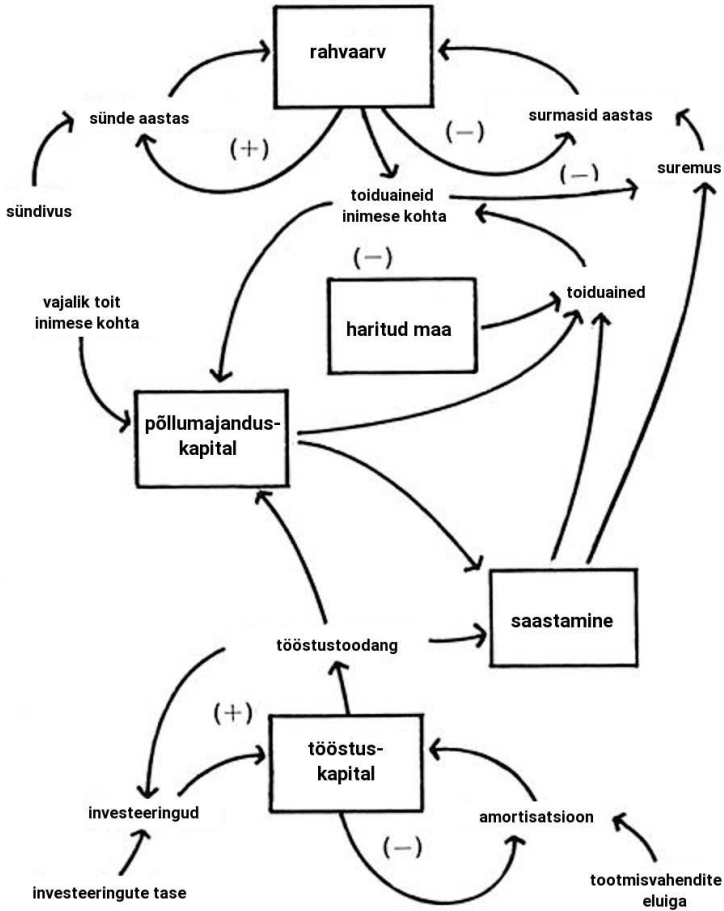 rahvaarv
sünde aastas
surmasid aastas
(+)
(−)
(−)
suremus
sündivus
toiduaineid
inimese kohta
(−)
vajalik toit
inimese kohta
haritud maa
toiduained
põllumajandus-
kapital
saastamine
tööstustoodang
(+)
tööstus-
kapital
investeeringud
amortisatsioon
(−)
investeeringute tase
tootmisvahendite
eluiga